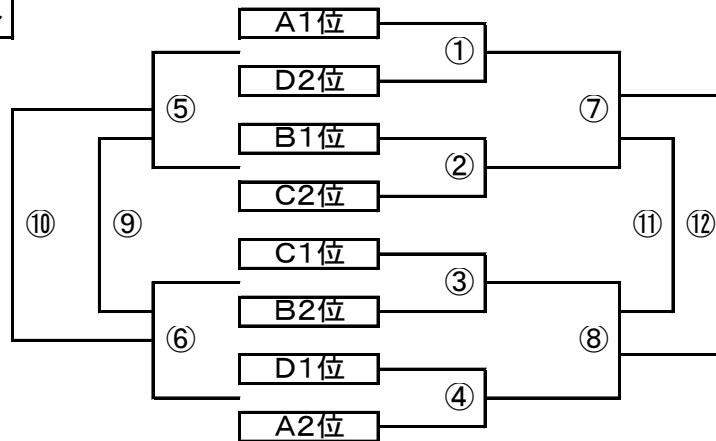 A1位
①
D2位
⑤
⑦
B1位
②
C2位
⑩
⑨
⑪
⑫
C1位
③
B2位
⑥
⑧
D1位
④
A2位